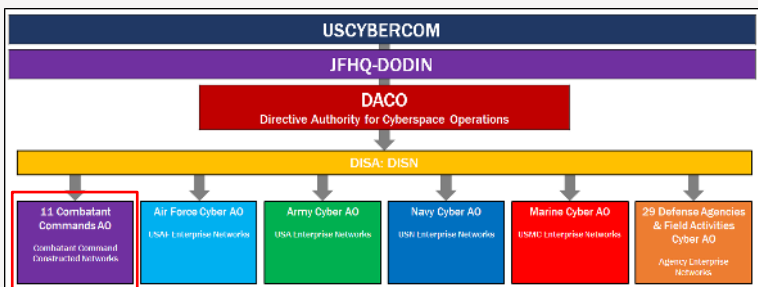 USCYBERCOM
JFHQ-DODIN
DACO
Directive Authority for Cyberspace Operations
DISA: DISN
11 Combatant
Commands AO
Combatant Command
Constructed Networks
Air Force Cyber AO
USAF Enterprise Networks
Army Cyber AO
USA Enterprise Networks
Navy Cyber AO
USN Enterprise Networks
Marine Cyber AO
USMC Enterprise Networks
29 Defense Agencies
& Field Activities
Cyber AO
Agency Enterprise
Networks